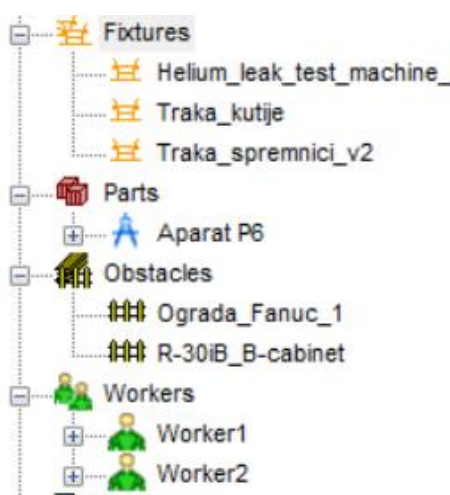 Fixtures
Helium_leak_test_machine_
Traka_kutije
Traka_spremnici_v2
Parts
Aparat P6
Obstacles
Ograda_Fanuc_1
R-30iB_B-cabinet
Workers
Worker1
Worker2